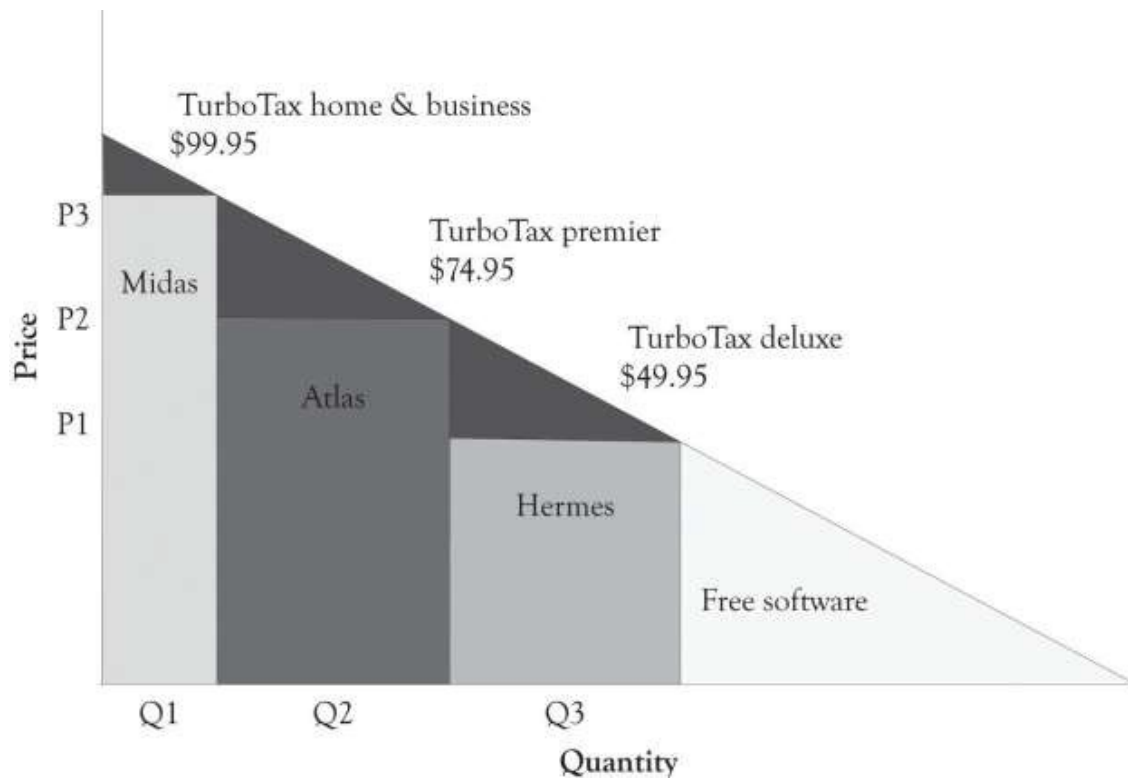 TurboTax home & business
$99.95
P3
TurboTax premier
$74.95
Midas
P2
TurboTax deluxe
$49.95
Price
Atlas
P1
Hermes
Free software
Q1
Q2
Q3
Quantity